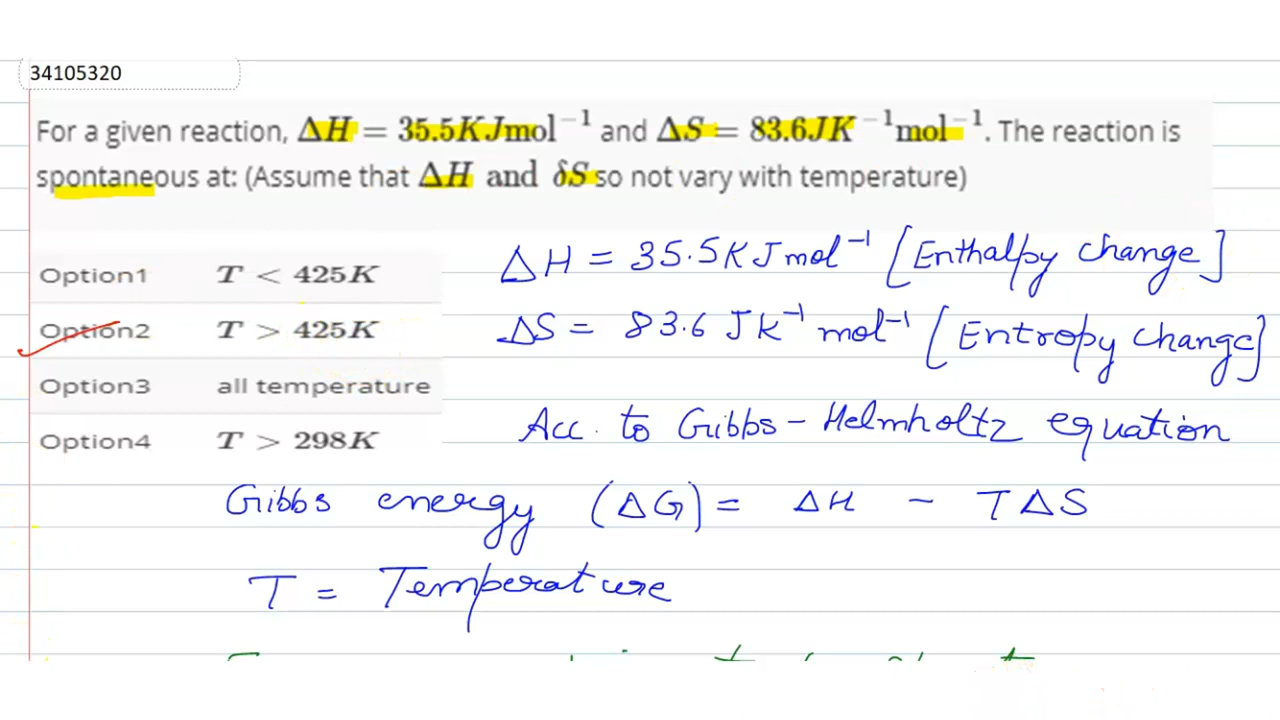 34105320
For a given reaction, ΔH = 35.5KJmol⁻¹ and ΔS = 83.6JK⁻¹mol⁻¹. The reaction is
spontaneous at: (Assume that ΔH and δS so not vary with temperature)
Option1 T < 425K
Option2 T > 425K
Option3 all temperature
Option4 T > 298K
ΔH = 35.5KJmol⁻¹ [Enthalpy change]
ΔS = 83.6 JK⁻¹ mol⁻¹ [Entropy change]
Acc. to Gibbs - Helmholtz equation
Gibbs energy (ΔG) = ΔH - TΔS
T = Temperature